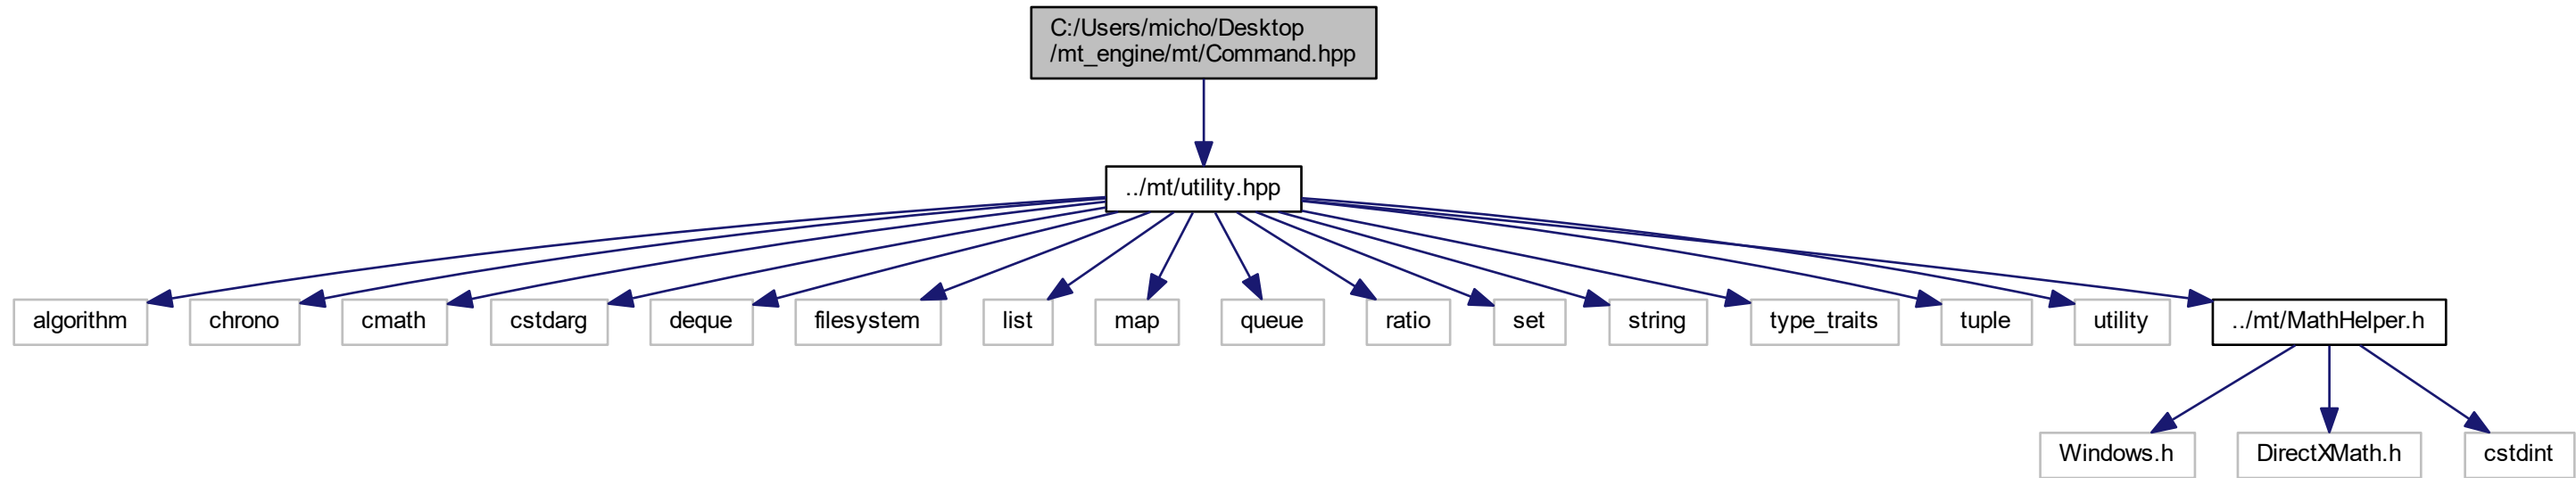 C:/Users/micho/Desktop
/mt_engine/mt/Command.hpp
../mt/utility.hpp
algorithm
chrono
cmath
cstdarg
deque
filesystem
list
map
queue
ratio
set
string
type_traits
tuple
utility
../mt/MathHelper.h
Windows.h
DirectXMath.h
cstdint